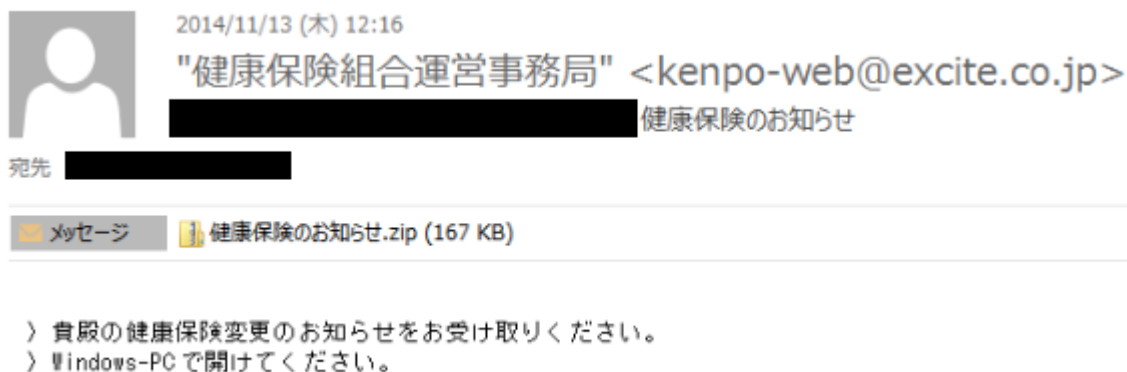 2014/11/13 (木) 12:16
"健康保険組合運営事務局" <kenpo-web@excite.co.jp>
健康保険のお知らせ
宛先
メッセージ 健康保険のお知らせ.zip (167 KB)
> 貴殿の健康保険変更のお知らせをお受け取りください。
> Windows-PCで開けてください。